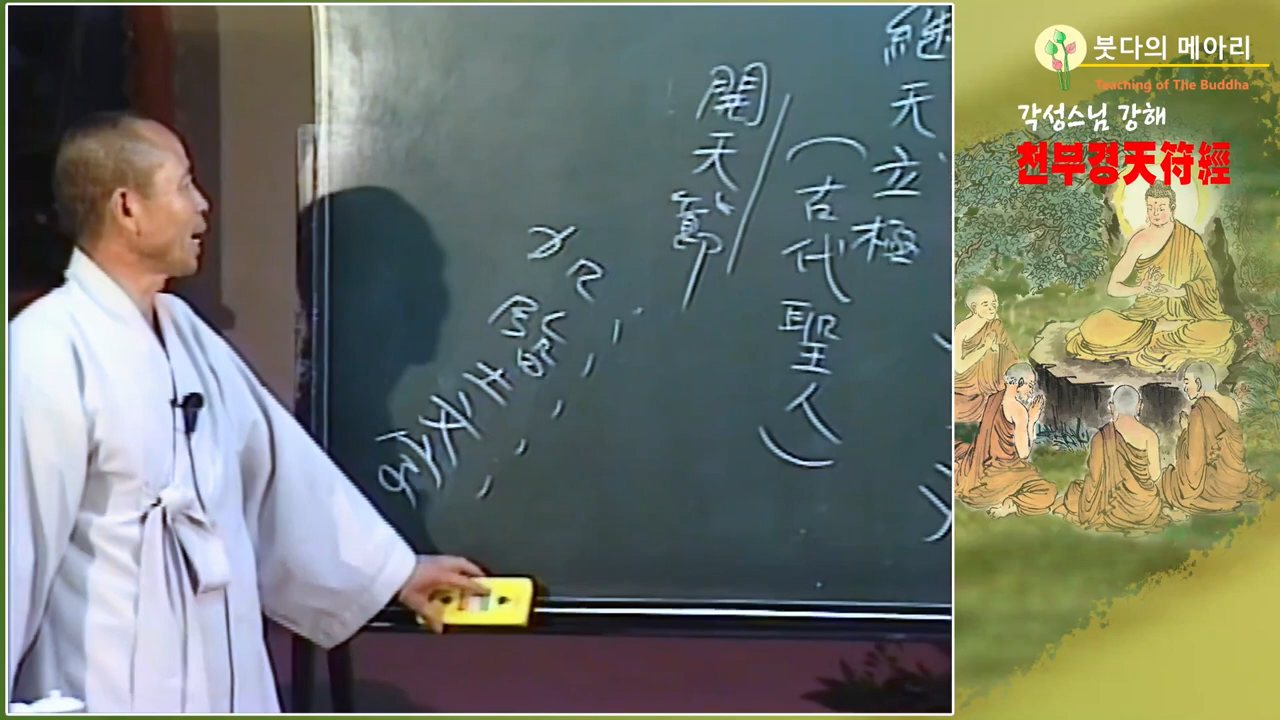 繼天立極
(古代聖人)
開天節
붓다의 메아리
Teaching of The Buddha
각성스님 강해
천부경天符經